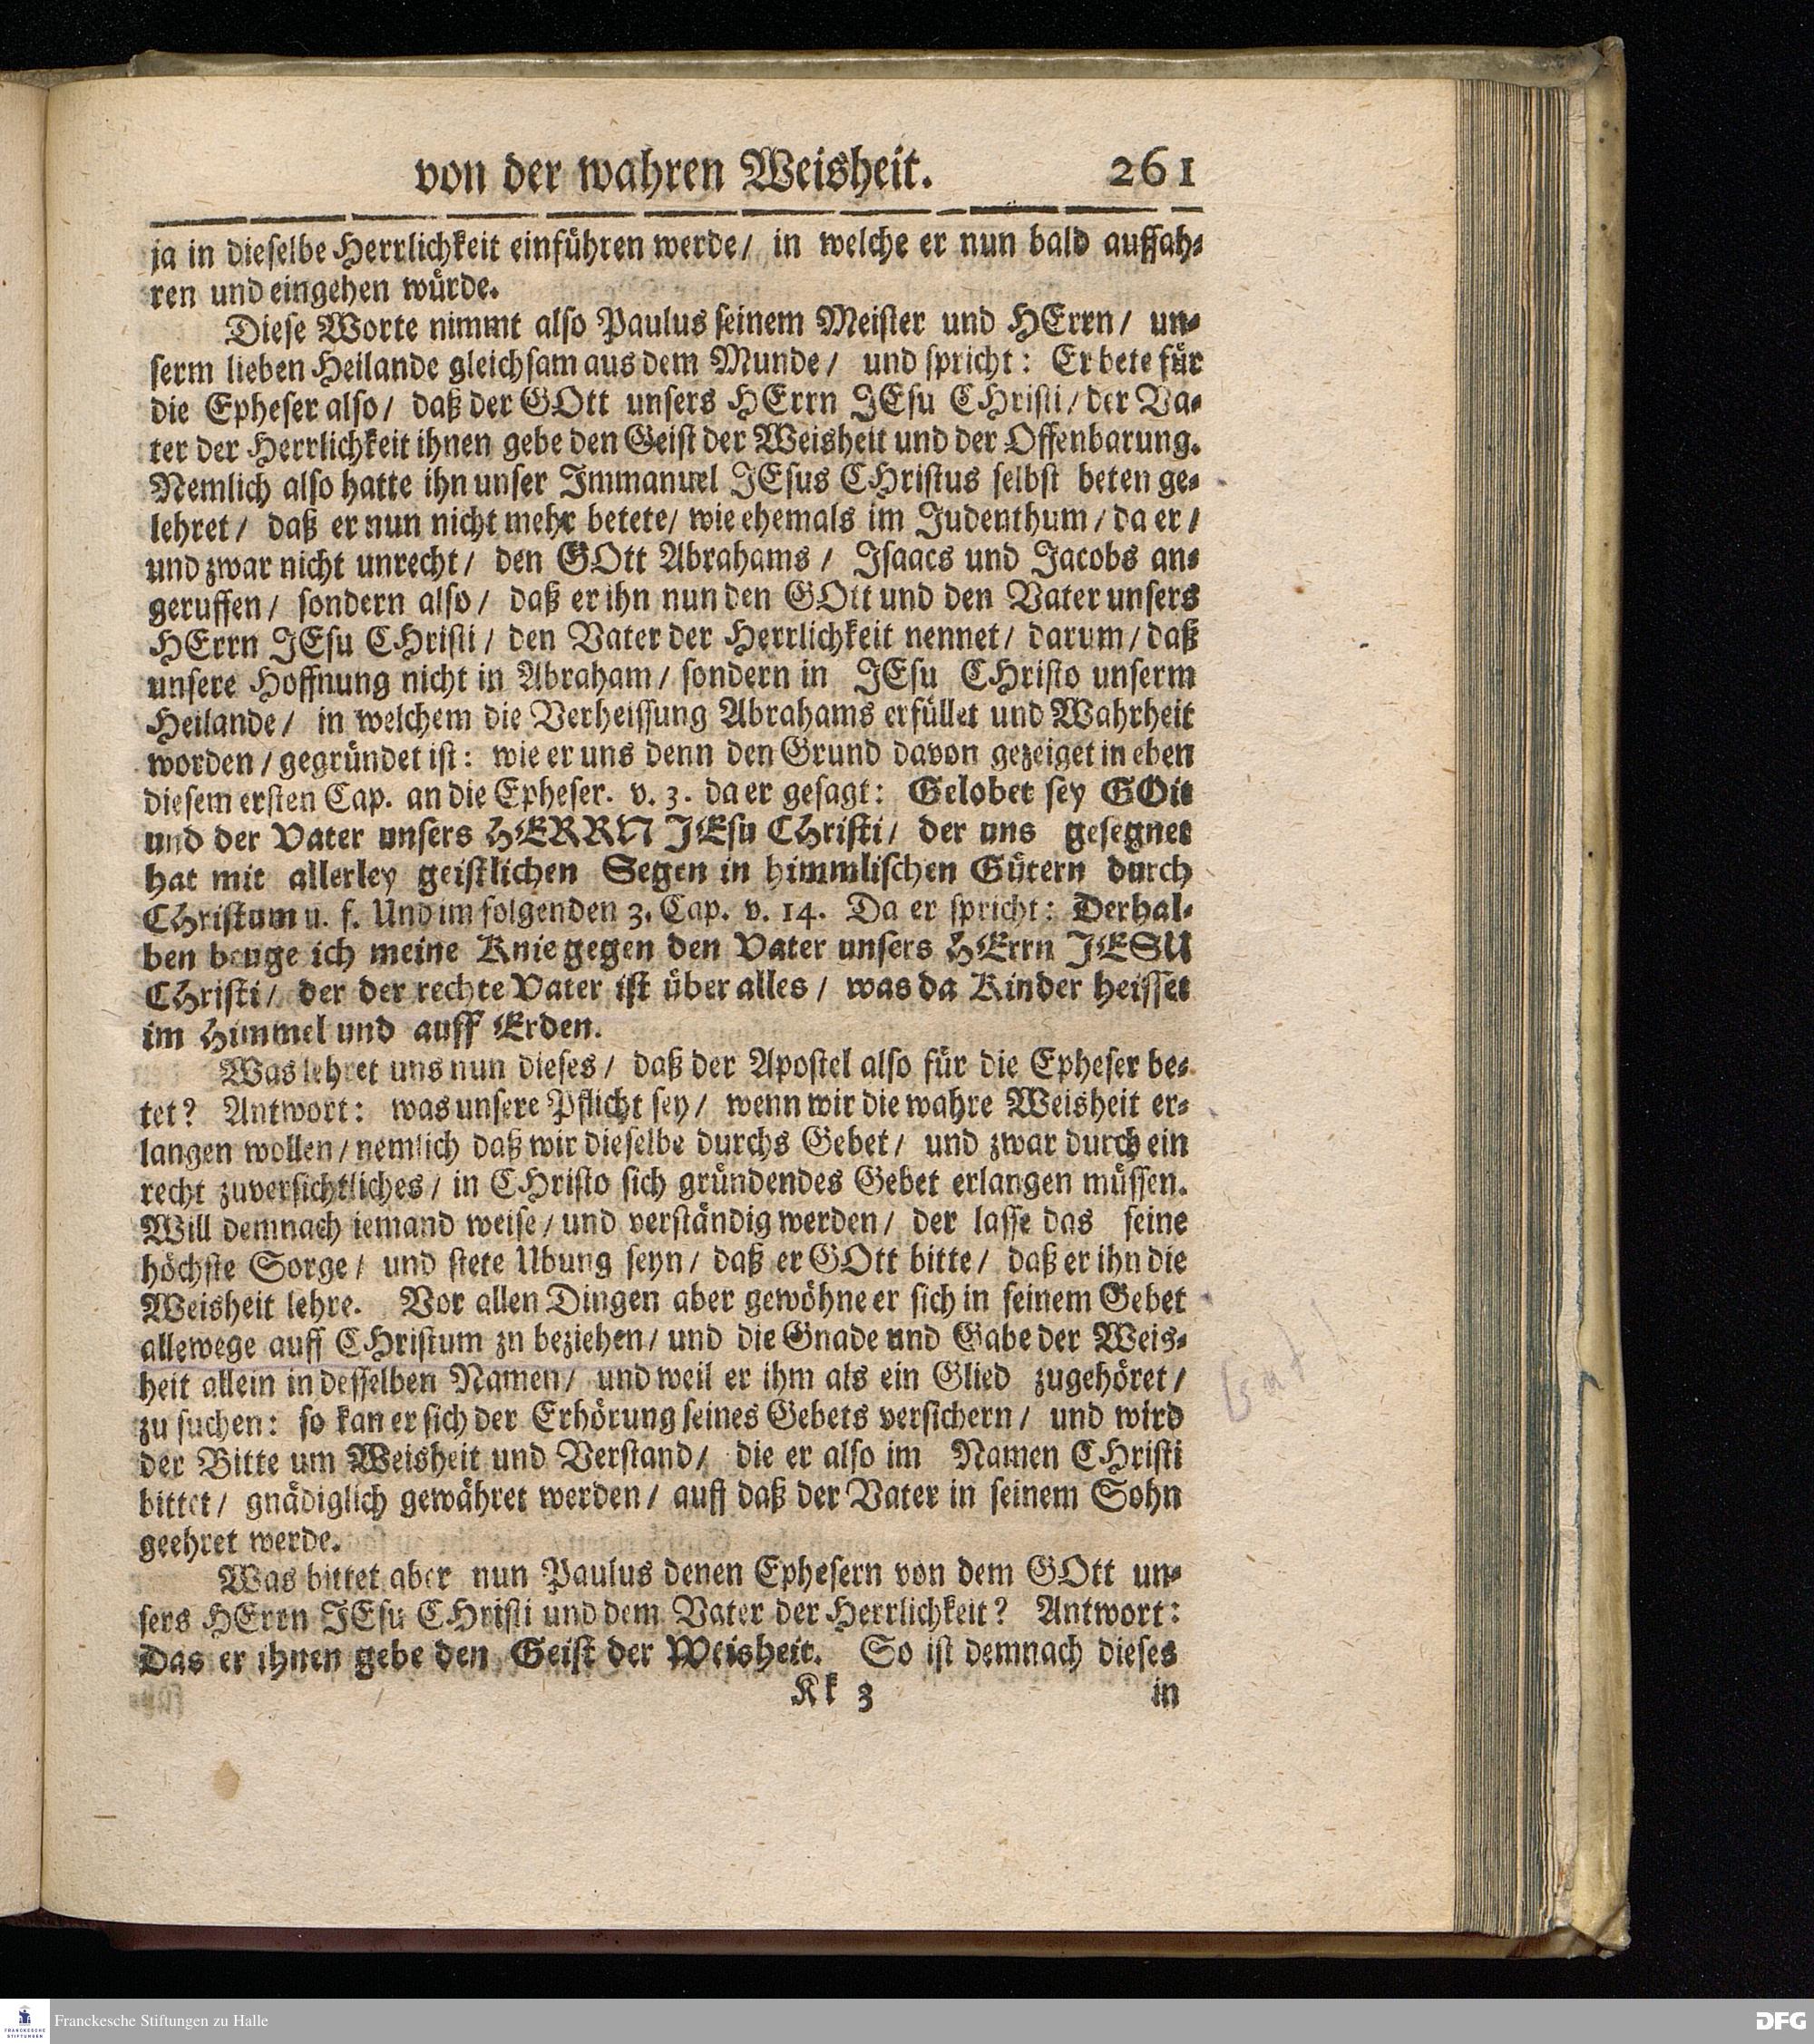 von der wahren Weisheit. 261
ja in dieselbe Herrlichkeit einführen werde/ in welche er nun bald auffah-
ren und eingehen würde.
Diese Worte nimmt also Paulus seinem Meister und HErrn/ un-
serm lieben Heilande gleichsam aus dem Munde/ und spricht: Er bete für
die Epheser also/ daß der GOtt unsers HErrn JEsu CHristi/ der Va-
ter der Herrlichkeit ihnen gebe den Geist der Weisheit und der Offenbarung.
Nemlich also hatte ihn unser Immanuel JEsus CHristus selbst beten ge-
lehret/ daß er nun nicht mehr betete/ wie ehemals im Judenthum/ da er/
und zwar nicht unrecht/ den GOtt Abrahams/ Isaacs und Jacobs an-
geruffen/ sondern also/ daß er ihn nun den GOtt und den Vater unsers
HErrn JEsu CHristi/ den Vater der Herrlichkeit nennet/ darum/ daß
unsere Hoffnung nicht in Abraham/ sondern in JEsu CHristo unserm
Heilande/ in welchem die Verheissung Abrahams erfüllet und Wahrheit
worden/ gegründet ist: wie er uns denn den Grund davon gezeiget in eben
diesem ersten Cap. an die Epheser. v. 3. da er gesagt: Gelobet sey GOtt
und der Vater unsers HERRN JEsu CHristi/ der uns gesegnet
hat mit allerley geistlichen Segen in himmlischen Gütern durch
CHristum u. f. Und im folgenden 3. Cap. v. 14. Da er spricht: Derhal-
ben beuge ich meine Knie gegen den Vater unsers HErrn JESU
CHristi/ der der rechte Vater ist über alles/ was da Kinder heisset
im Himmel und auff Erden.
Was lehret uns nun dieses/ daß der Apostel also für die Epheser be-
tet? Antwort: was unsere Pflicht sey/ wenn wir die wahre Weisheit er-
langen wollen/ nemlich daß wir dieselbe durchs Gebet/ und zwar durch ein
recht zuversichtliches/ in CHristo sich gründendes Gebet erlangen müssen.
Will demnach iemand weise/ und verständig werden/ der lasse das seine
höchste Sorge/ und stete Ubung seyn/ daß er GOtt bitte/ daß er ihn die
Weisheit lehre. Vor allen Dingen aber gewöhne er sich in seinem Gebet
allewege auff CHristum zu beziehen/ und die Gnade und Gabe der Weis-
heit allein in desselben Namen/ und weil er ihm als ein Glied zugehöret/
zu suchen: so kan er sich der Erhörung seines Gebets versichern/ und wird
der Bitte um Weisheit und Verstand/ die er also im Namen CHristi
bittet/ gnädiglich gewähret werden/ auff daß der Vater in seinem Sohn
geehret werde.
Was bittet aber nun Paulus denen Ephesern von dem GOtt un-
sers HErrn JEsu CHristi und dem Vater der Herrlichkeit? Antwort:
Das er ihnen gebe den Geist der Weisheit. So ist demnach dieses
Kk 3 in
Franckesche Stiftungen zu Halle
FRANCKESCHE STIFTUNGEN
DFG